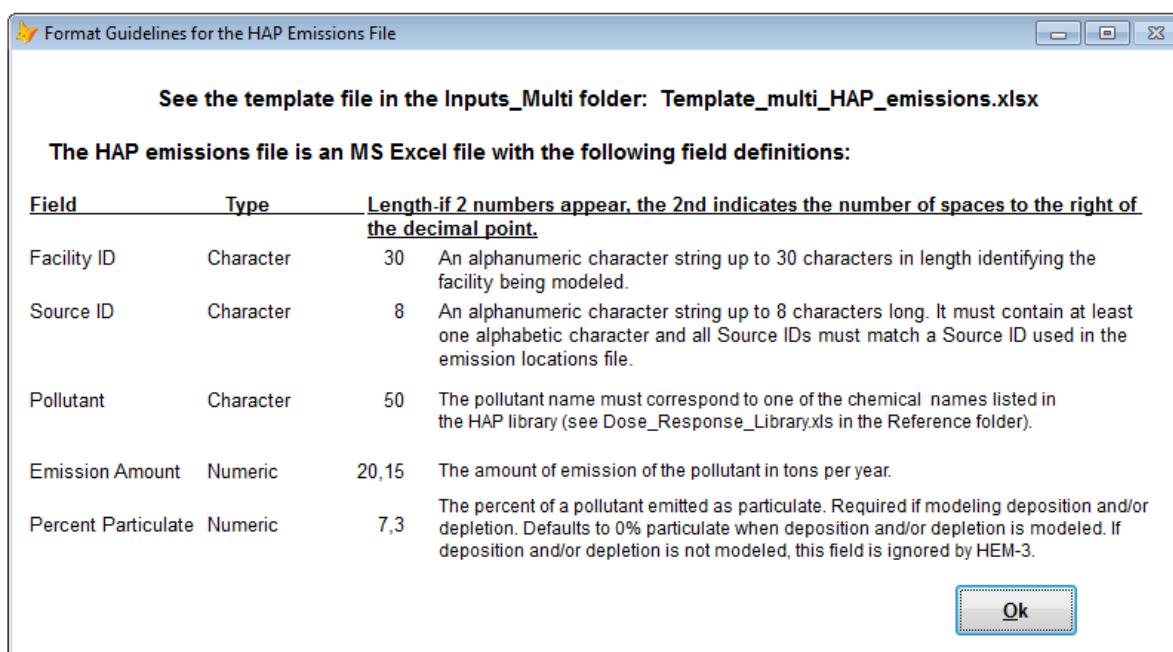 Format Guidelines for the HAP Emissions File
See the template file in the Inputs_Multi folder: Template_multi_HAP_emissions.xlsx
The HAP emissions file is an MS Excel file with the following field definitions:
Field Type Length-if 2 numbers appear, the 2nd indicates the number of spaces to the right of
the decimal point.
Facility ID Character 30 An alphanumeric character string up to 30 characters in length identifying the
facility being modeled.
Source ID Character 8 An alphanumeric character string up to 8 characters long. It must contain at least
one alphabetic character and all Source IDs must match a Source ID used in the
emission locations file.
Pollutant Character 50 The pollutant name must correspond to one of the chemical names listed in
the HAP library (see Dose_Response_Library.xls in the Reference folder).
Emission Amount Numeric 20,15 The amount of emission of the pollutant in tons per year.
The percent of a pollutant emitted as particulate. Required if modeling deposition and/or
Percent Particulate Numeric 7,3 depletion. Defaults to 0% particulate when deposition and/or depletion is modeled. If
deposition and/or depletion is not modeled, this field is ignored by HEM-3.
Ok